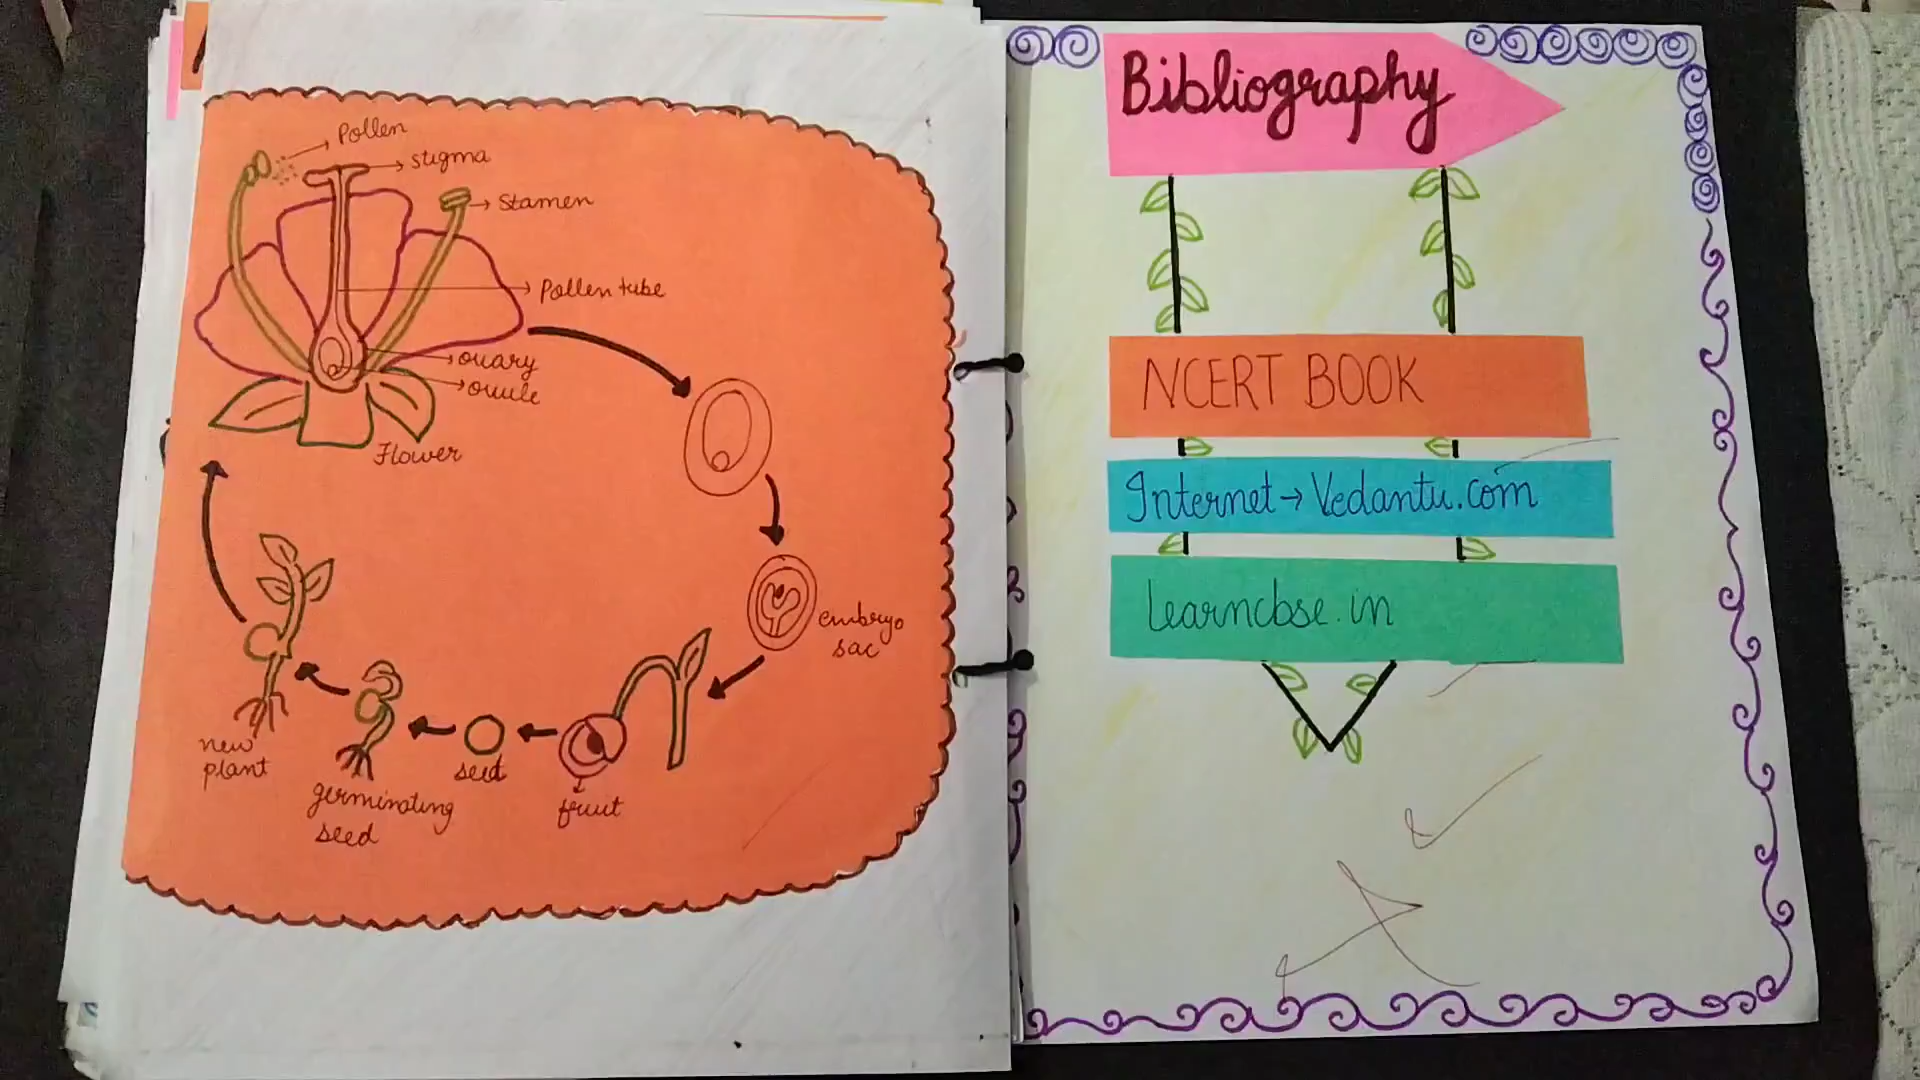 Pollen
stigma
Stamen
Pollen tube
ovary
ovule
Flower
embryo
sac
new
plant
germinating
seed
seed
fruit
Bibliography
NCERT BOOK
Internet→Vedantu.com
Learncbse.in